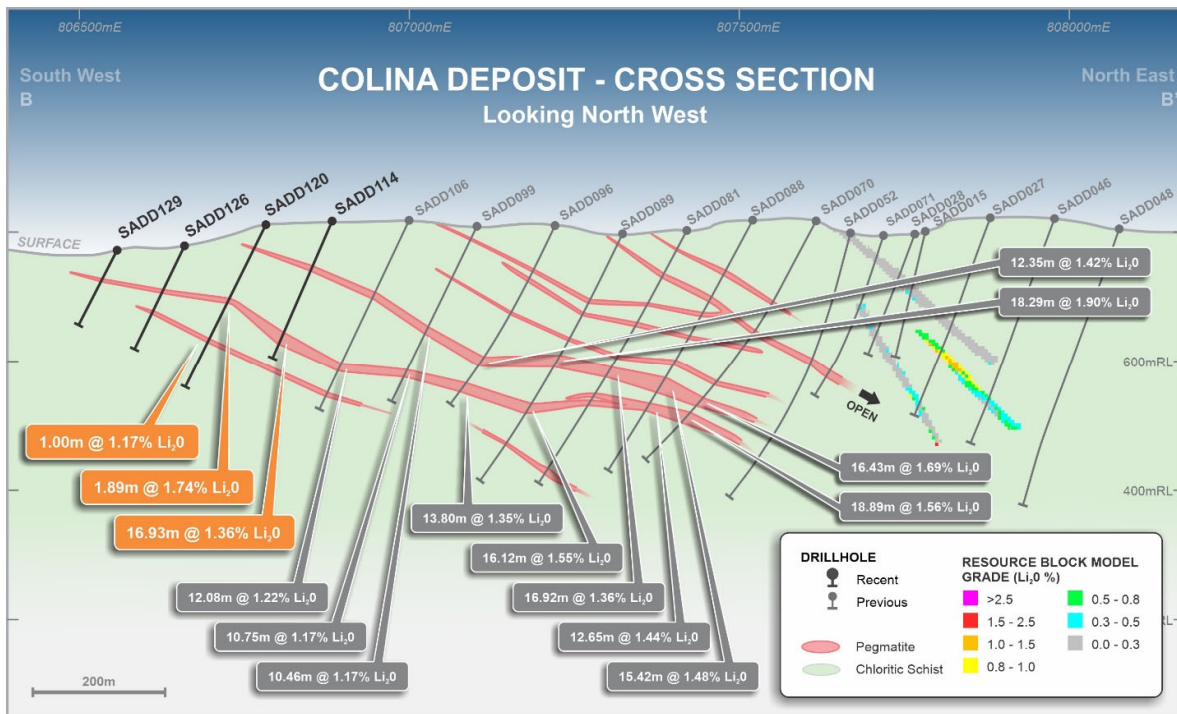 806500mE
807000mE
807500mE
808000mE
South West
B
COLINA DEPOSIT - CROSS SECTION
Looking North West
North East
B'
SADD129
SADD126
SADD120
SADD114
SADD106
SADD099
SADD096
SADD089
SADD081
SADD088
SADD070
SADD052
SADD071
SADD028
SADD015
SADD027
SADD046
SADD048
SURFACE
12.35m @ 1.42% Li₂0
18.29m @ 1.90% Li₂0
600mRL
OPEN
1.00m @ 1.17% Li₂0
1.89m @ 1.74% Li₂0
16.93m @ 1.36% Li₂0
16.43m @ 1.69% Li₂0
18.89m @ 1.56% Li₂0
400mRL
13.80m @ 1.35% Li₂0
16.12m @ 1.55% Li₂0
12.08m @ 1.22% Li₂0
16.92m @ 1.36% Li₂0
10.75m @ 1.17% Li₂0
12.65m @ 1.44% Li₂0
10.46m @ 1.17% Li₂0
15.42m @ 1.48% Li₂0
DRILLHOLE
Recent
Previous
Pegmatite
Chloritic Schist
RESOURCE BLOCK MODEL
GRADE (Li₂0 %)
>2.5
1.5 - 2.5
1.0 - 1.5
0.8 - 1.0
0.5 - 0.8
0.3 - 0.5
0.0 - 0.3
200m